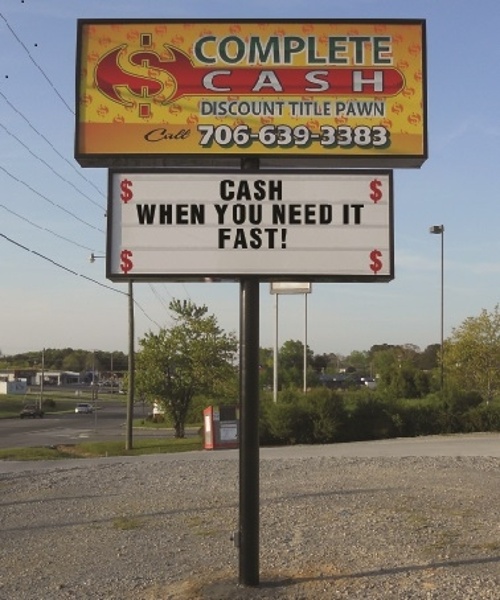 $ COMPLETE
CASH
DISCOUNT TITLE PAWN
Call 706-639-3383
$ CASH $
WHEN YOU NEED IT
$ FAST! $